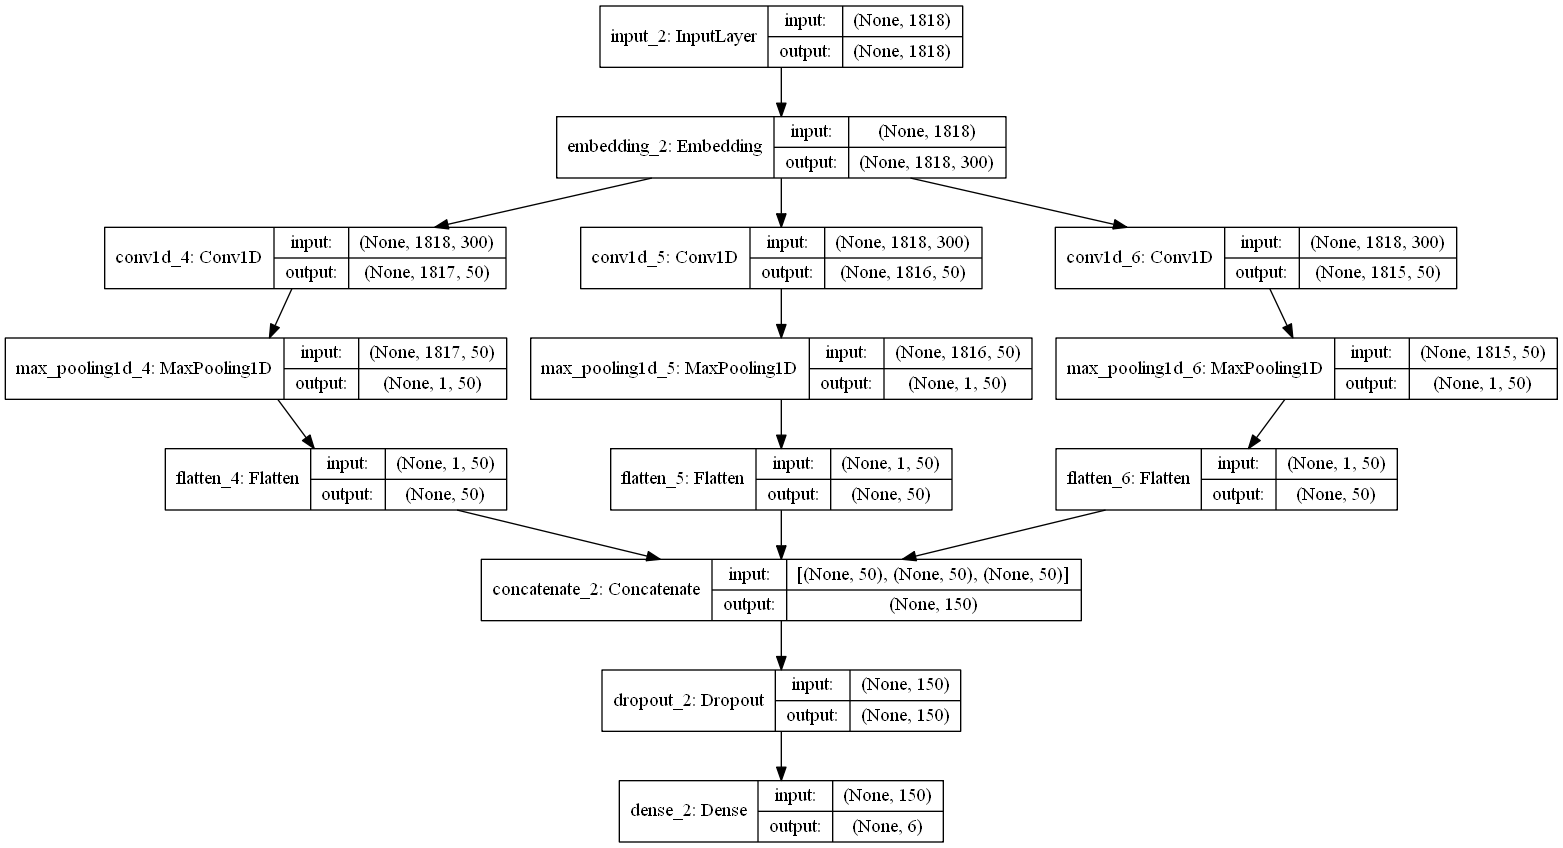 input_2: InputLayer
input: (None, 1818)
output: (None, 1818)
embedding_2: Embedding
input: (None, 1818)
output: (None, 1818, 300)
conv1d_4: Conv1D
input: (None, 1818, 300)
output: (None, 1817, 50)
conv1d_5: Conv1D
input: (None, 1818, 300)
output: (None, 1816, 50)
conv1d_6: Conv1D
input: (None, 1818, 300)
output: (None, 1815, 50)
max_pooling1d_4: MaxPooling1D
input: (None, 1817, 50)
output: (None, 1, 50)
max_pooling1d_5: MaxPooling1D
input: (None, 1816, 50)
output: (None, 1, 50)
max_pooling1d_6: MaxPooling1D
input: (None, 1815, 50)
output: (None, 1, 50)
flatten_4: Flatten
input: (None, 1, 50)
output: (None, 50)
flatten_5: Flatten
input: (None, 1, 50)
output: (None, 50)
flatten_6: Flatten
input: (None, 1, 50)
output: (None, 50)
concatenate_2: Concatenate
input: [(None, 50), (None, 50), (None, 50)]
output: (None, 150)
dropout_2: Dropout
input: (None, 150)
output: (None, 150)
dense_2: Dense
input: (None, 150)
output: (None, 6)